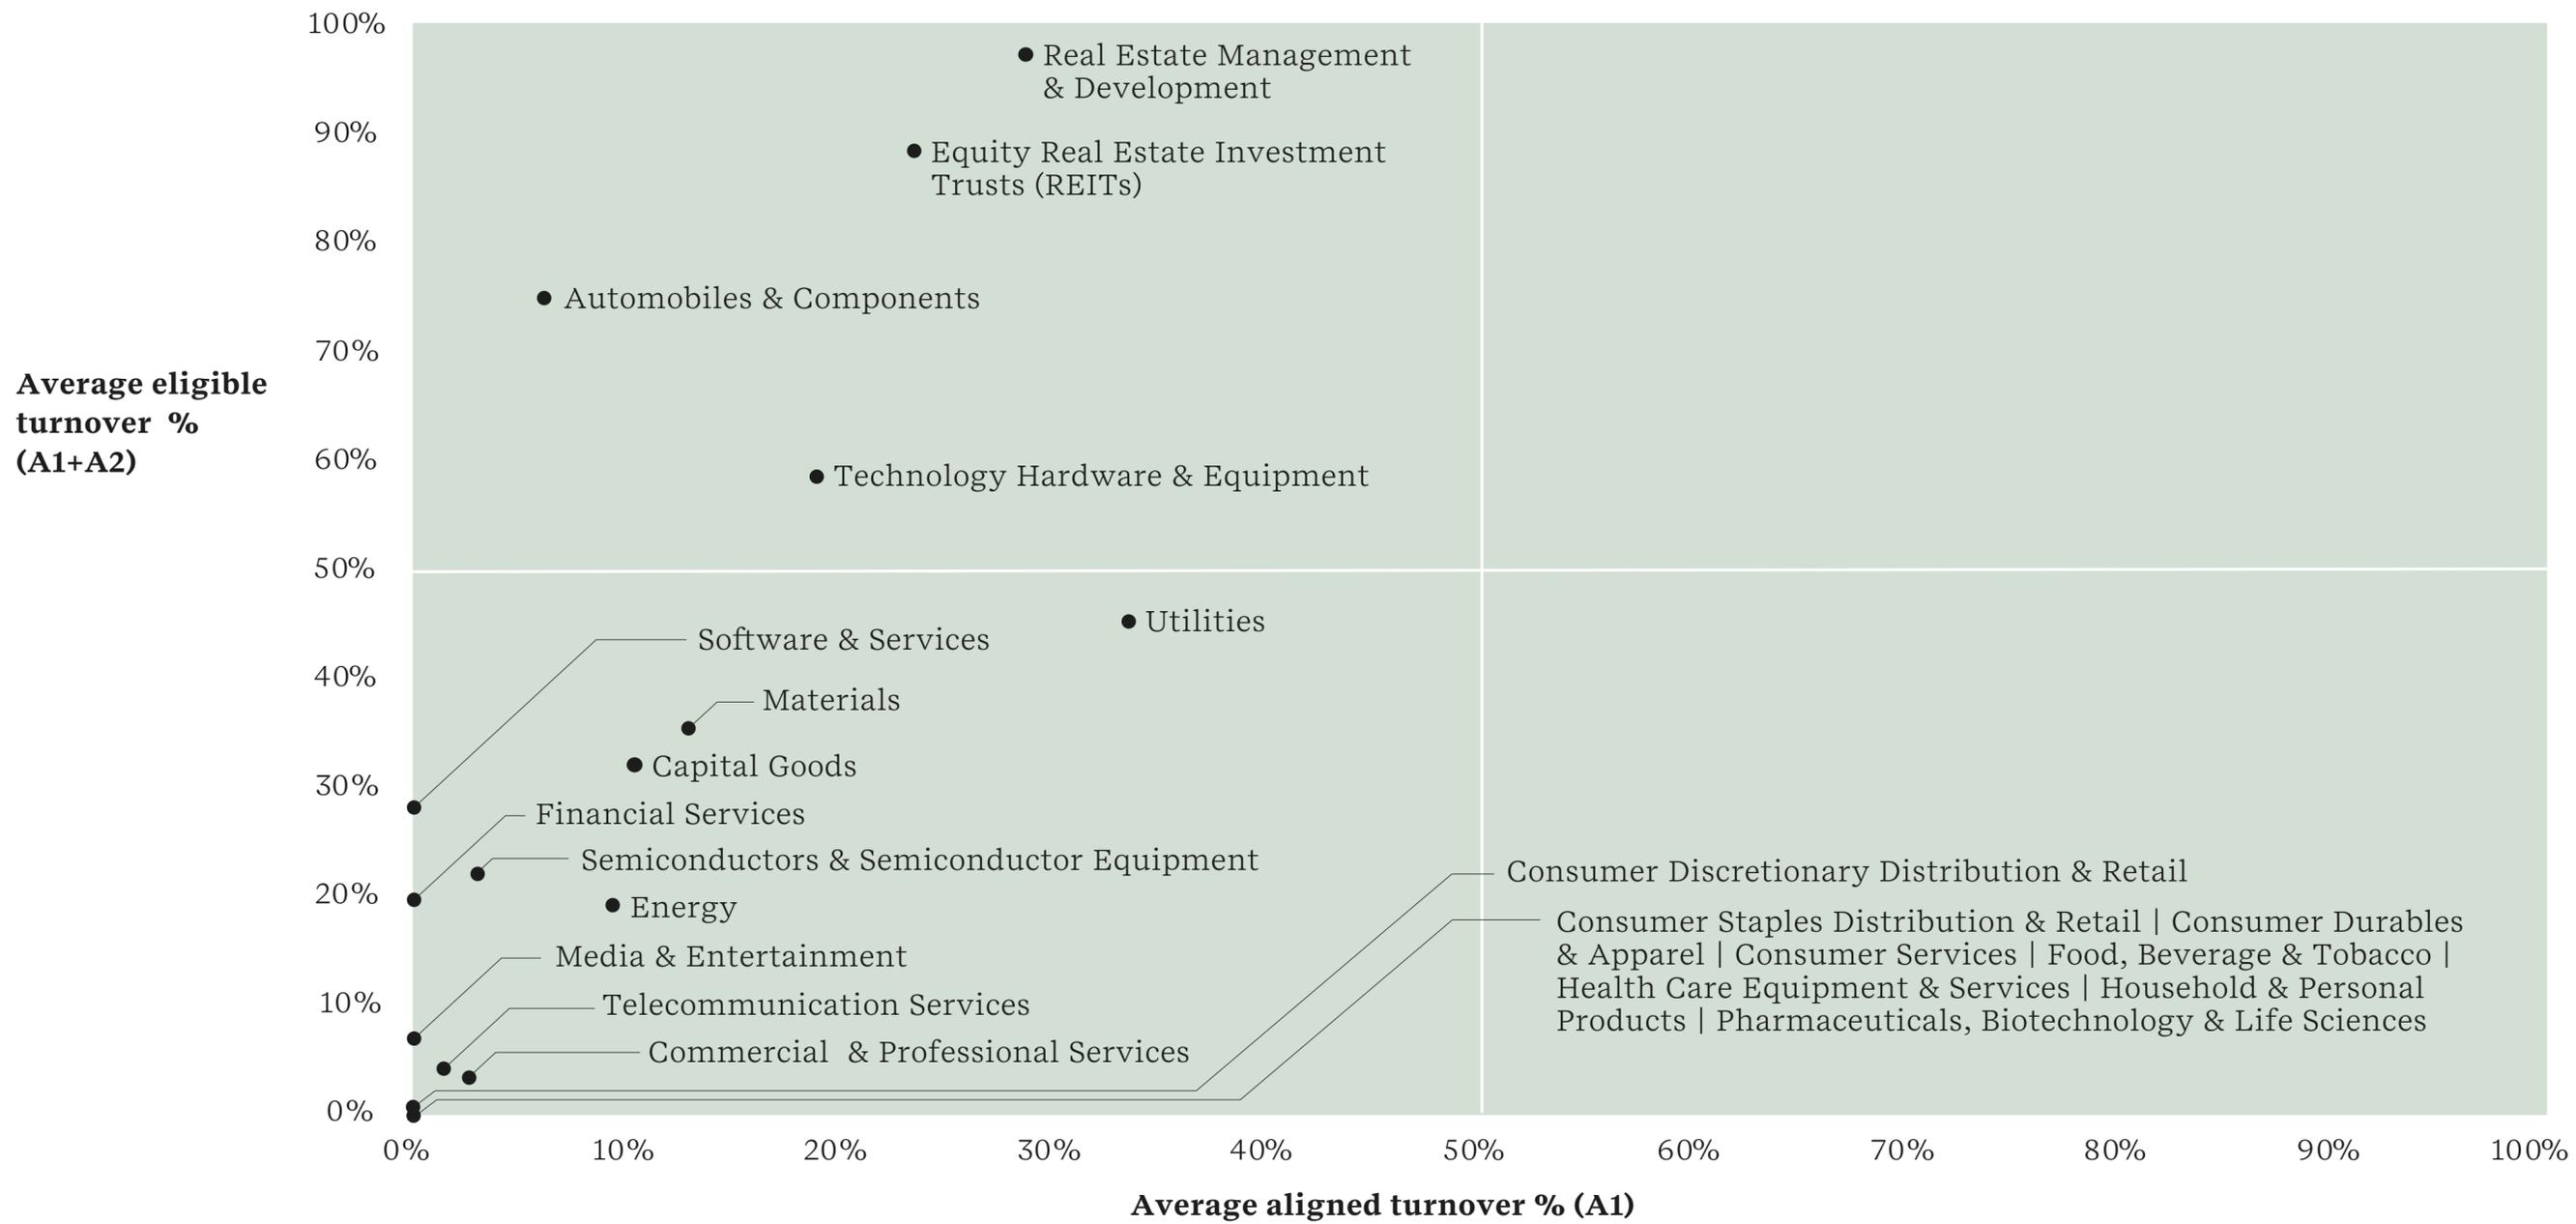 100%
Real Estate Management
& Development
90%
Equity Real Estate Investment
Trusts (REITs)
80%
Automobiles & Components
70%
Average eligible
turnover %
(A1+A2)
60%
Technology Hardware & Equipment
50%
Utilities
Software & Services
40%
Materials
Capital Goods
30%
Financial Services
Semiconductors & Semiconductor Equipment
20%
Energy
Consumer Discretionary Distribution & Retail
Consumer Staples Distribution & Retail | Consumer Durables
& Apparel | Consumer Services | Food, Beverage & Tobacco |
Health Care Equipment & Services | Household & Personal
Products | Pharmaceuticals, Biotechnology & Life Sciences
Media & Entertainment
10%
Telecommunication Services
Commercial & Professional Services
0%
0% 10% 20% 30% 40% 50% 60% 70% 80% 90% 100%
Average aligned turnover % (A1)